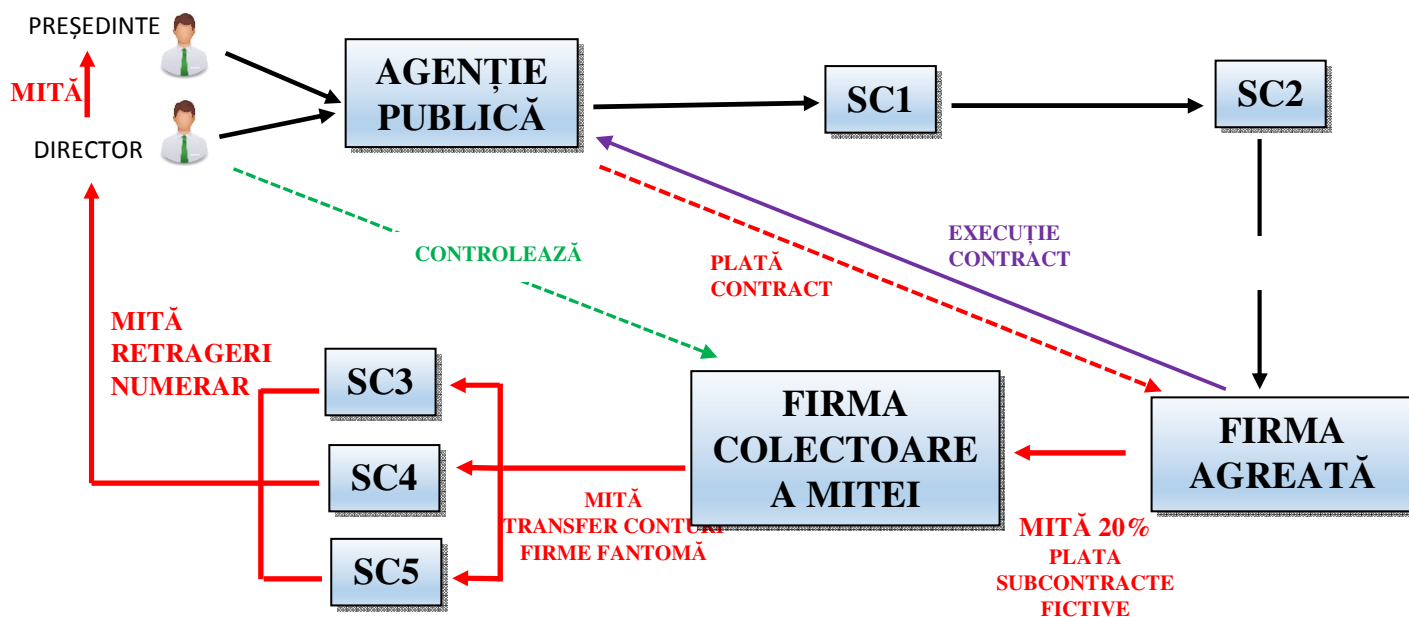 PREȘEDINTE
MITĂ
DIRECTOR
AGENȚIE
PUBLICĂ
SC1
SC2
CONTROLEAZĂ
PLATĂ
CONTRACT
EXECUȚIE
CONTRACT
MITĂ
RETRAGERI
NUMERAR
SC3
SC4
SC5
MITĂ
TRANSFER CONTURI
FIRME FANTOMĂ
FIRMA
COLECTOARE
A MITEI
MITĂ 20%
PLATA
SUBCONTRACTE
FICTIVE
FIRMA
AGREATĂ